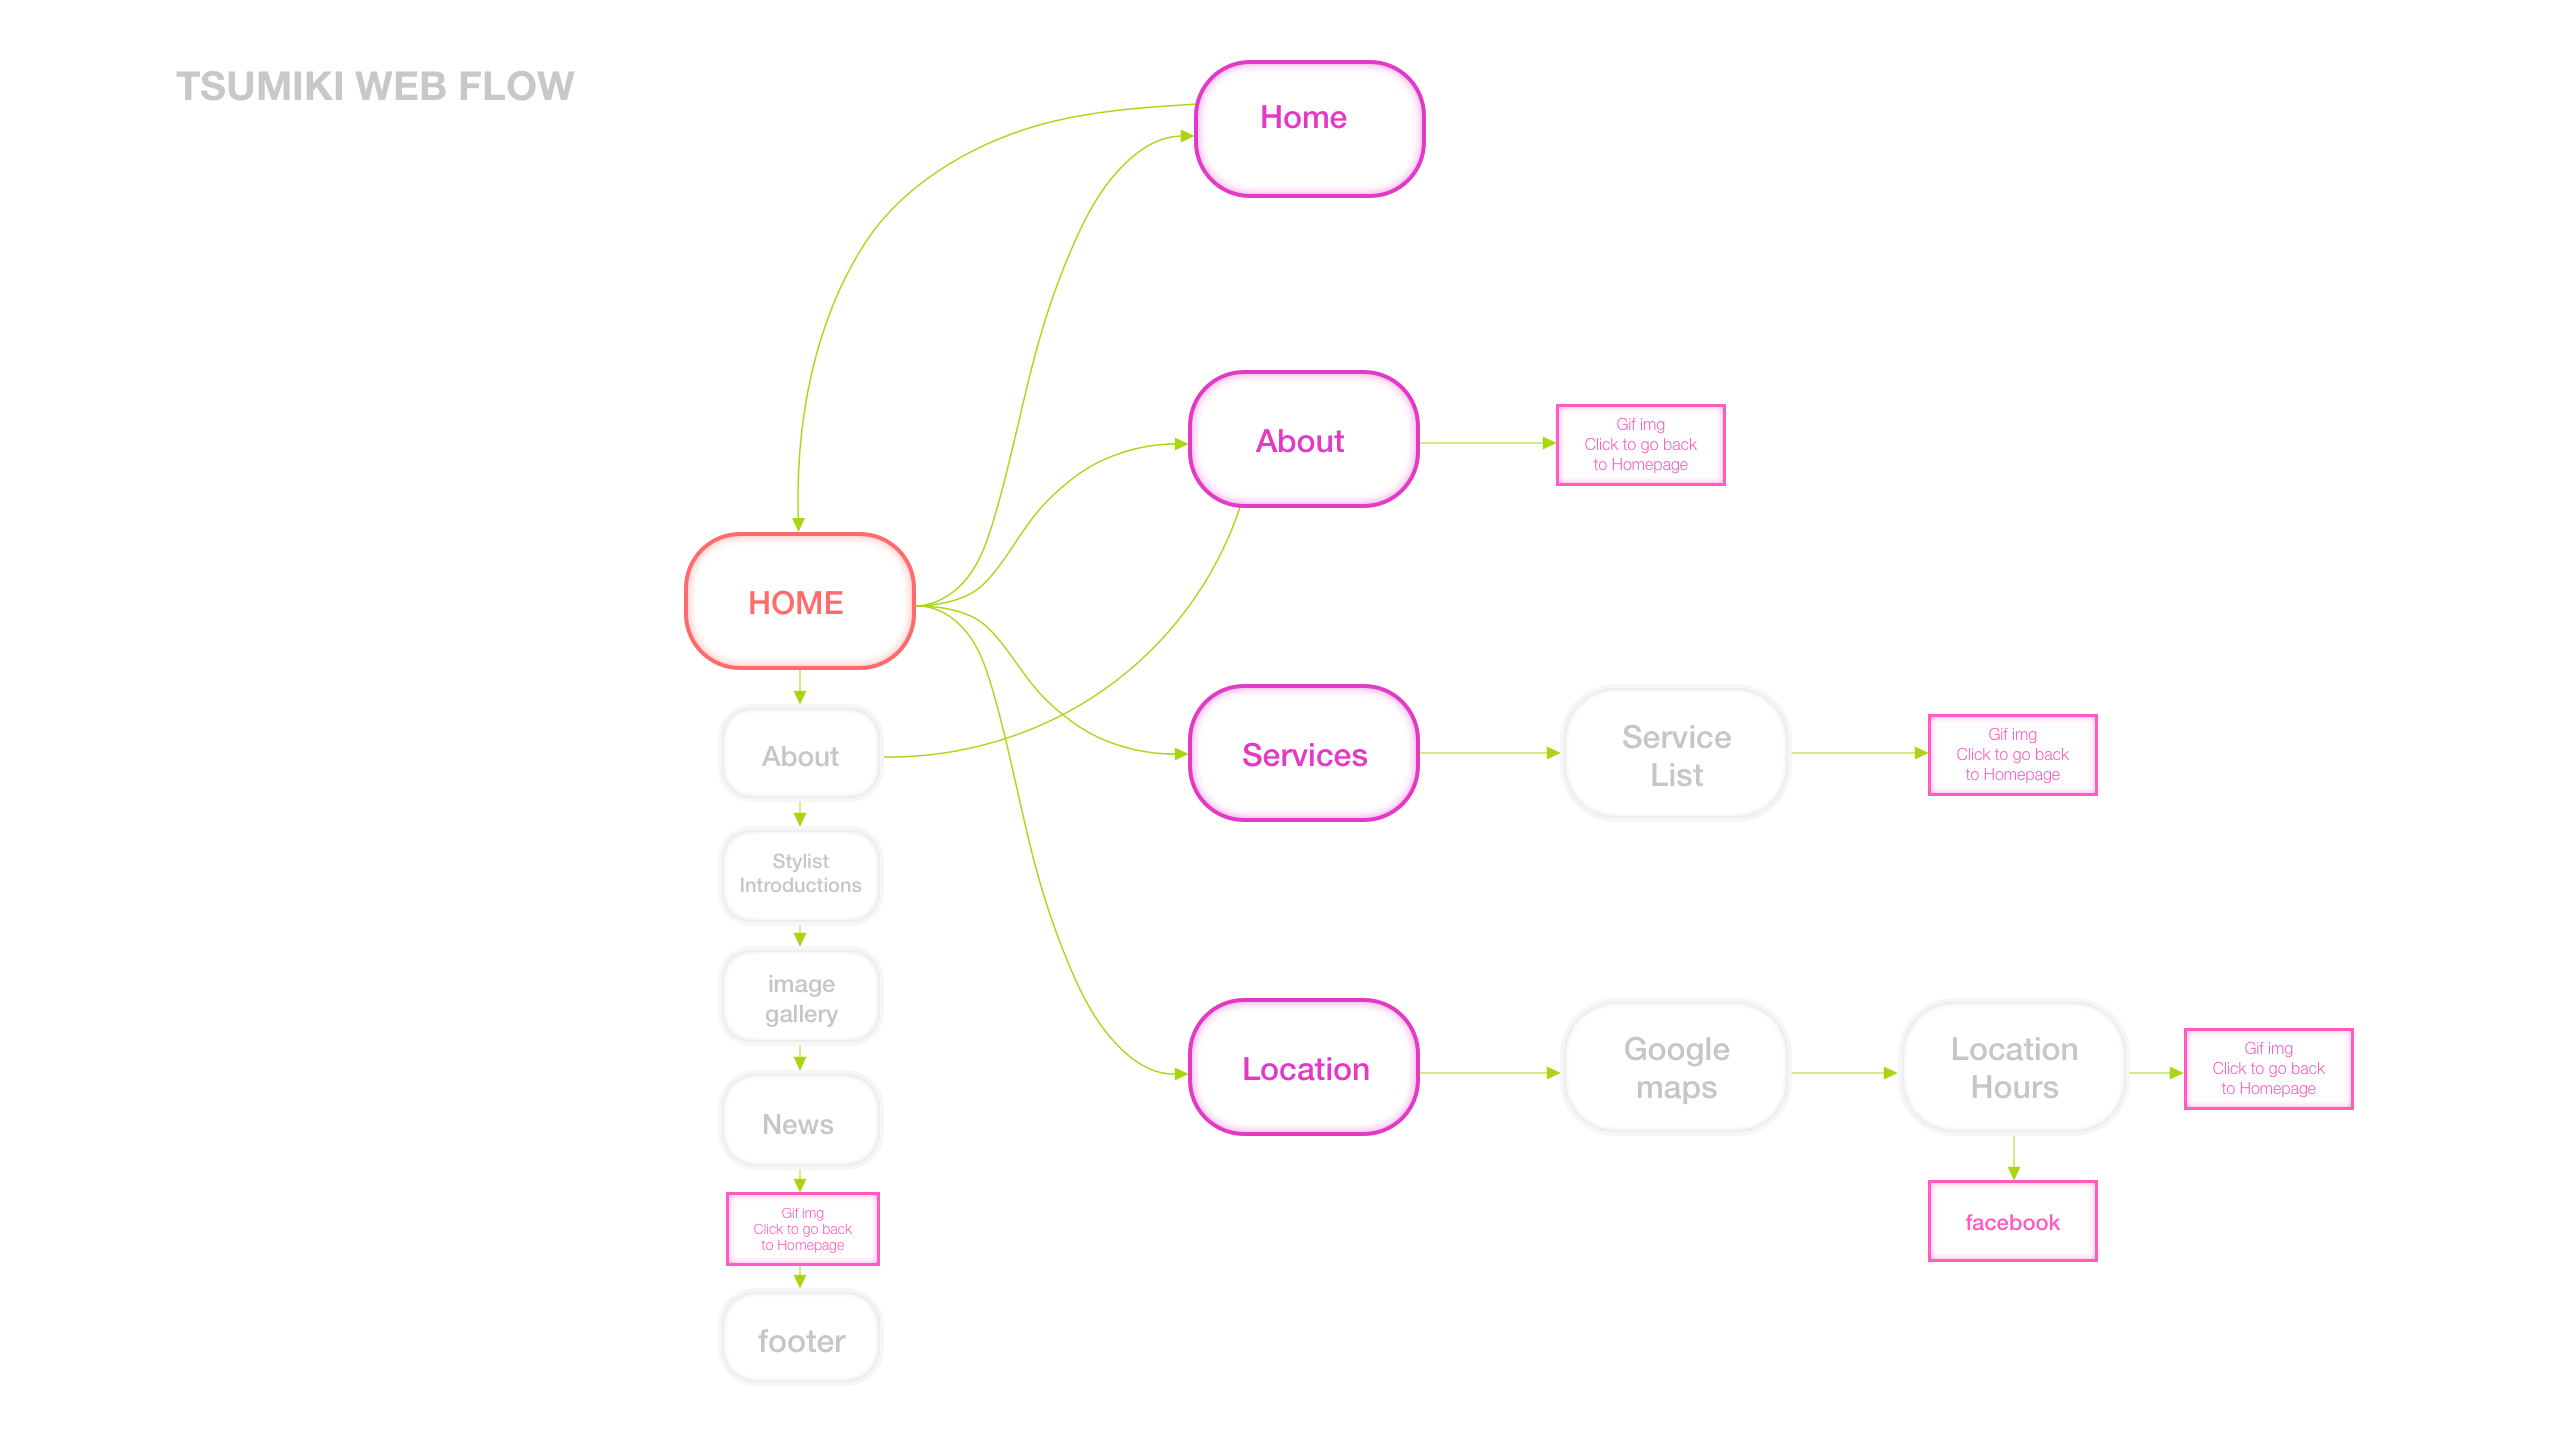 TSUMIKI WEB FLOW
Home
About
Gif img
Click to go back
to Homepage
HOME
About
Stylist
Introductions
image
gallery
News
Gif img
Click to go back
to Homepage
footer
Services
Service
List
Gif img
Click to go back
to Homepage
Location
Google
maps
Location
Hours
Gif img
Click to go back
to Homepage
facebook